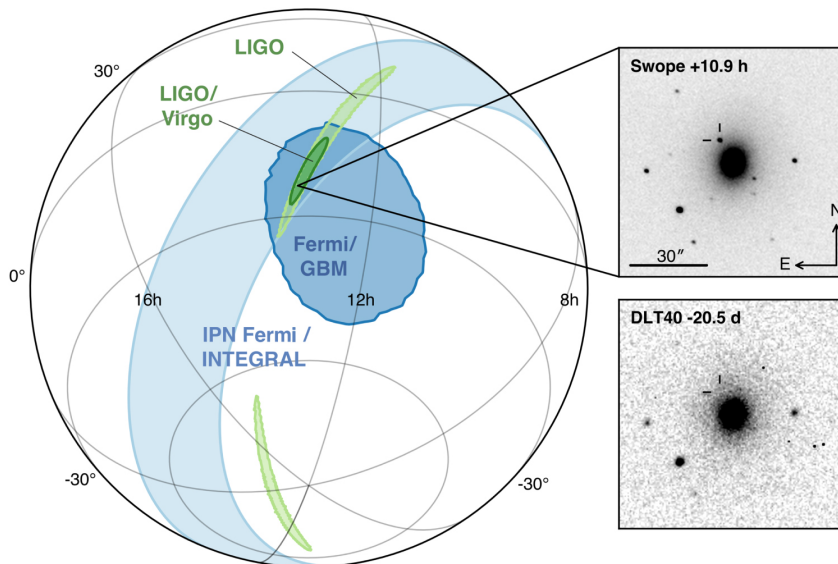 LIGO
30°
LIGO/
Virgo
Fermi/
GBM
0°
16h
12h
8h
IPN Fermi /
INTEGRAL
-30°
-30°
Swope +10.9 h
N
E
30"
DLT40 -20.5 d